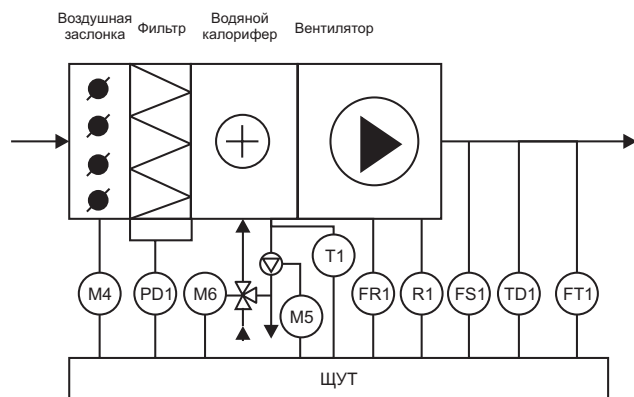 Воздушная
заслонка
Фильтр
Водяной
калорифер
Вентилятор
T1
M4
PD1
M6
M5
FR1
R1
FS1
TD1
FT1
ЩУТ